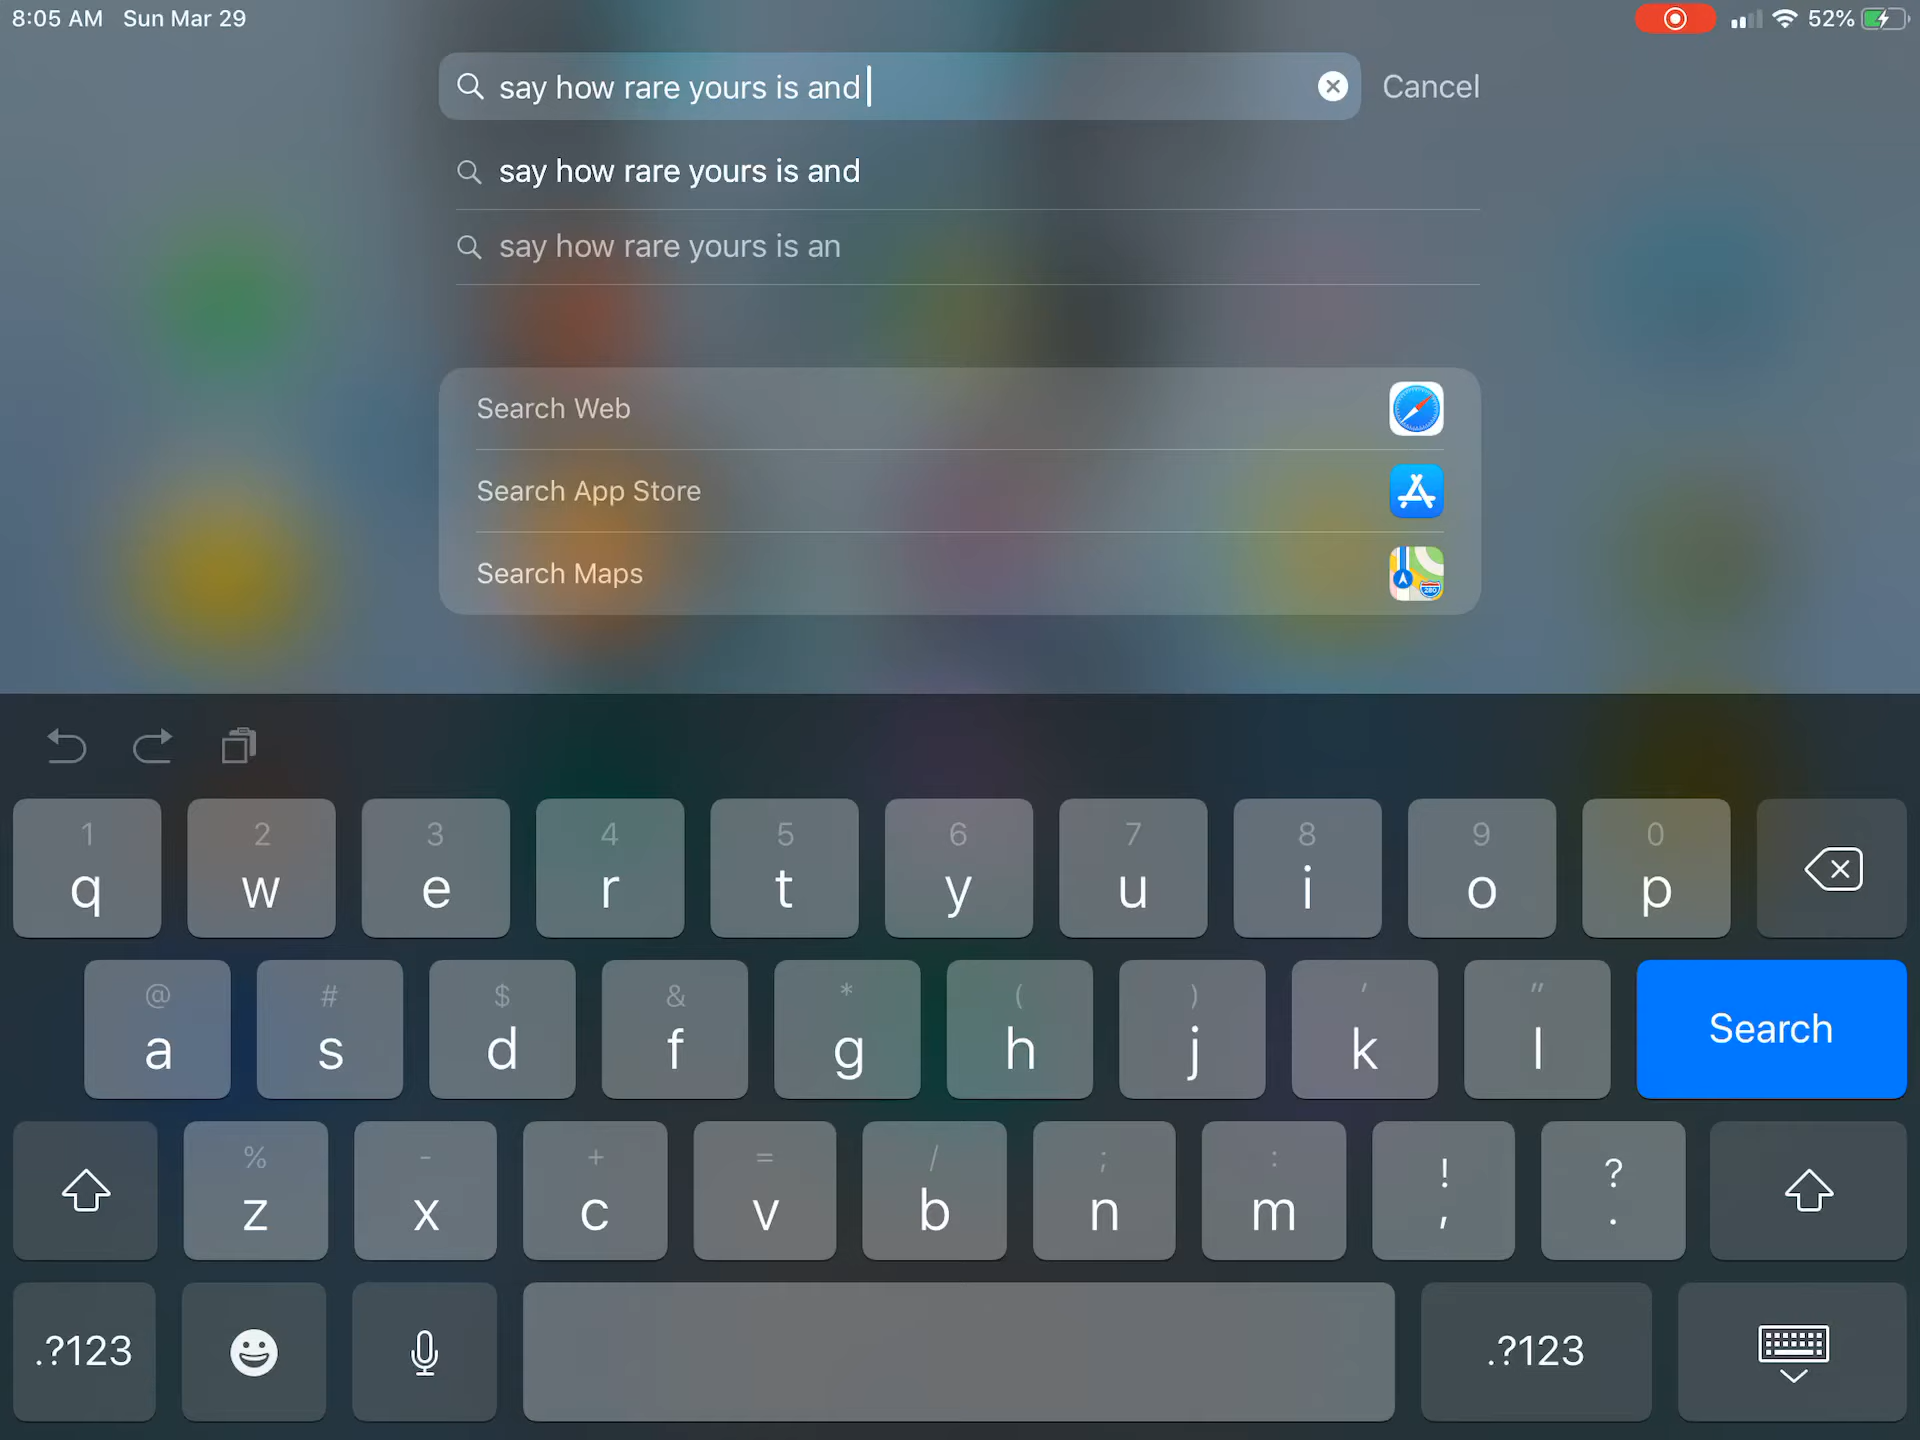 8:05 AM Sun Mar 29 52%
say how rare yours is and Cancel
say how rare yours is and
say how rare yours is an
Search Web
Search App Store
Search Maps
280
1 2 3 4 5 6 7 8 9 0
q w e r t y u i o p
@ # $ & * ( ) ' "
a s d f g h j k l Search
% - + = / ; : ! ?
z x c v b n m , .
.?123 .?123